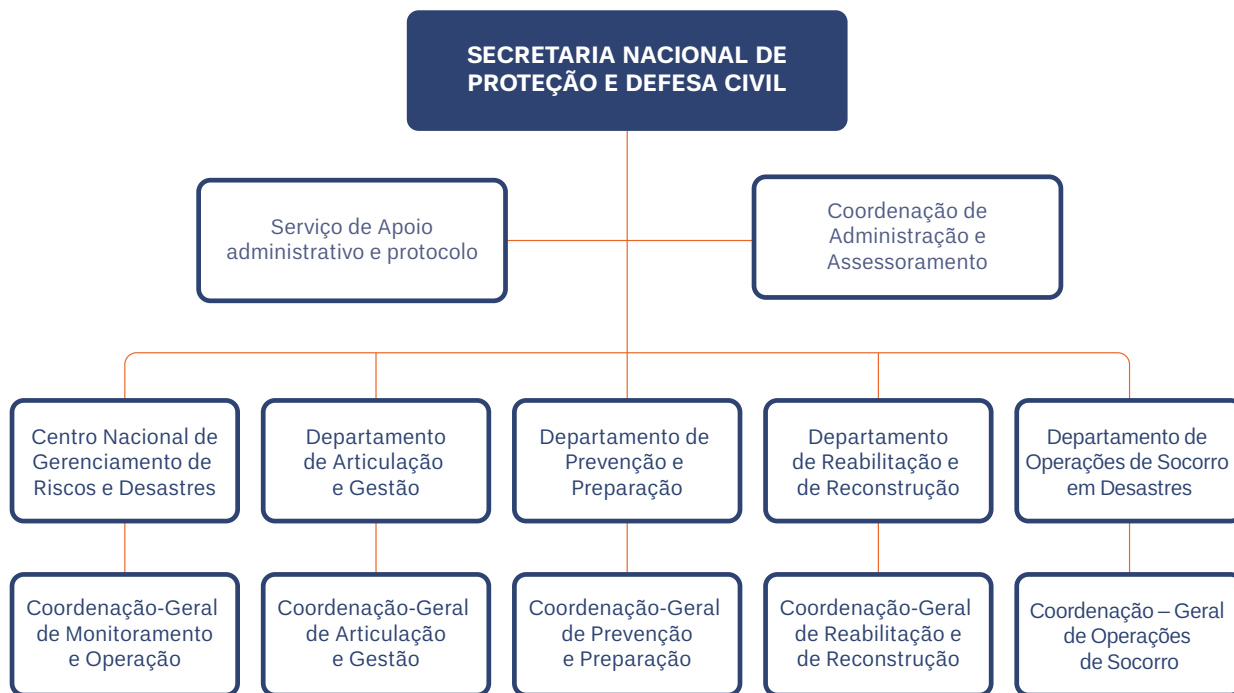 SECRETARIA NACIONAL DE
PROTEÇÃO E DEFESA CIVIL
Serviço de Apoio
administrativo e protocolo
Coordenação de
Administração e
Assessoramento
Centro Nacional de
Gerenciamento de
Riscos e Desastres
Departamento
de Articulação
e Gestão
Departamento de
Prevenção e
Preparação
Departamento
de Reabilitação e
de Reconstrução
Departamento de
Operações de Socorro
em Desastres
Coordenação-Geral
de Monitoramento
e Operação
Coordenação-Geral
de Articulação
e Gestão
Coordenação-Geral
de Prevenção
e Preparação
Coordenação-Geral
de Reabilitação e
de Reconstrução
Coordenação – Geral
de Operações
de Socorro